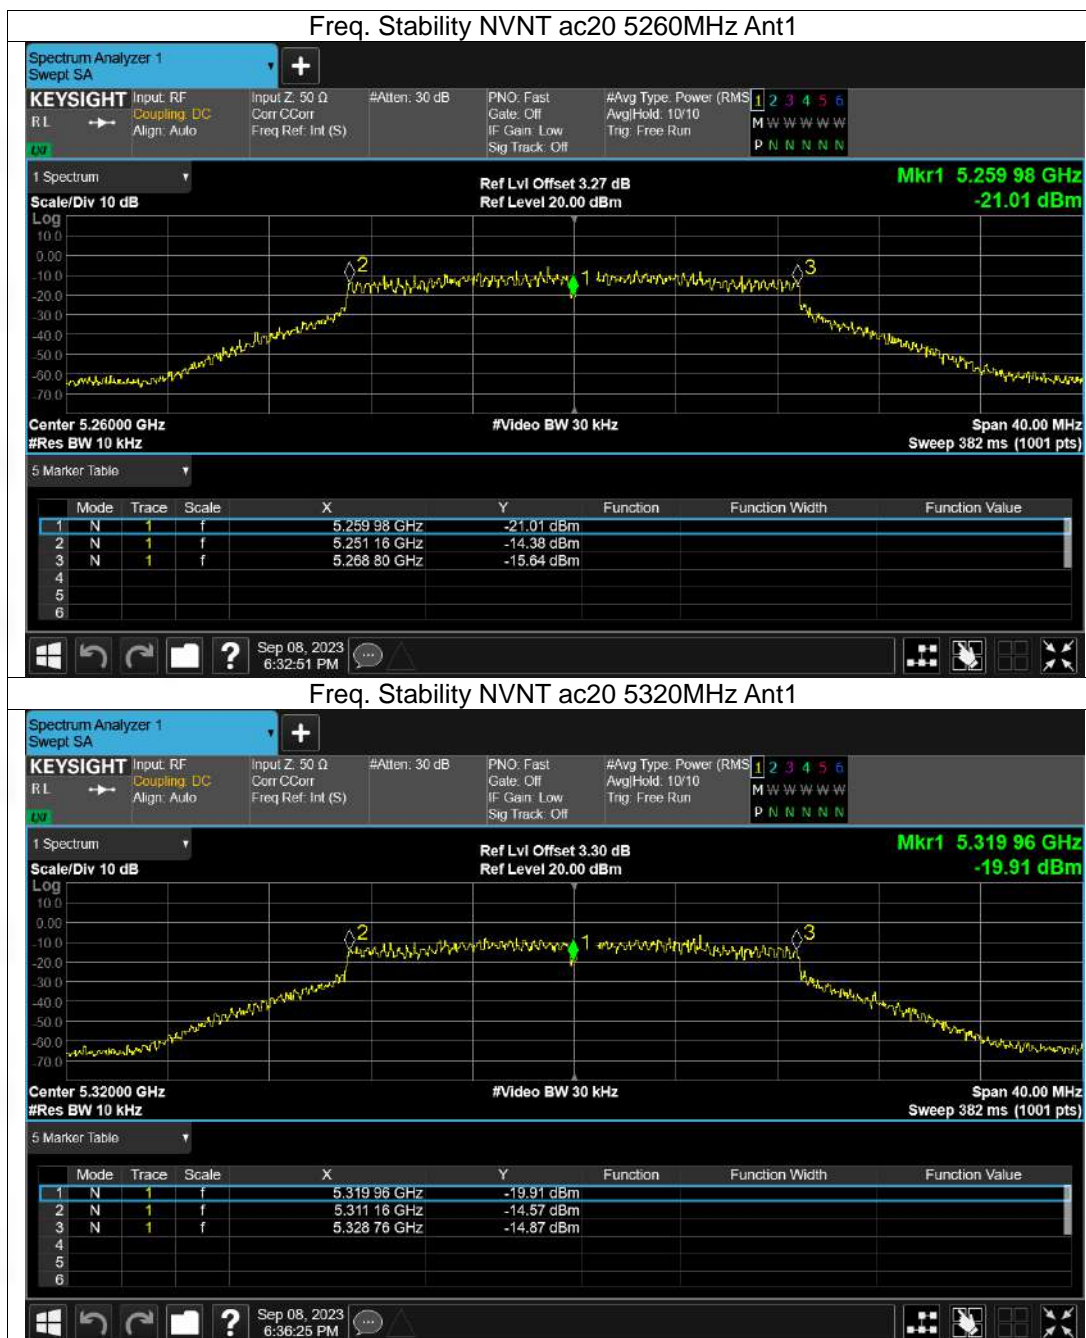 Freq. Stability NVNT ac20 5260MHz Ant1
Spectrum Analyzer 1
Swept SA
+
KEYSIGHT Input: RF Input Z: 50 Ω #Atten: 30 dB PNO: Fast #Avg Type: Power (RMS 1 2 3 4 5 6
RL Coupling: DC Corr CCorr Gate: Off Avg|Hold: 10/10 M W W W W W
Align: Auto Freq Ref: Int (S) IF Gain: Low Trig: Free Run
LXI Sig Track: Off P N N N N N
1 Spectrum
Ref Lvl Offset 3.27 dB Mkr1 5.259 98 GHz
Scale/Div 10 dB Ref Level 20.00 dBm -21.01 dBm
Log
10.0
0.00
2 3
-10.0
1
-20.0
-30.0
-40.0
-50.0
-60.0
-70.0
Center 5.26000 GHz #Video BW 30 kHz Span 40.00 MHz
#Res BW 10 kHz Sweep 382 ms (1001 pts)
5 Marker Table
Mode Trace Scale X Y Function Function Width Function Value
1 N 1 f 5.259 98 GHz -21.01 dBm
2 N 1 f 5.251 16 GHz -14.38 dBm
3 N 1 f 5.268 80 GHz -15.64 dBm
4
5
6
? Sep 08, 2023
6:32:51 PM
Freq. Stability NVNT ac20 5320MHz Ant1
Spectrum Analyzer 1
Swept SA
+
KEYSIGHT Input: RF Input Z: 50 Ω #Atten: 30 dB PNO: Fast #Avg Type: Power (RMS 1 2 3 4 5 6
RL Coupling: DC Corr CCorr Gate: Off Avg|Hold: 10/10 M W W W W W
Align: Auto Freq Ref: Int (S) IF Gain: Low Trig: Free Run
LXI Sig Track: Off P N N N N N
1 Spectrum
Ref Lvl Offset 3.30 dB Mkr1 5.319 96 GHz
Scale/Div 10 dB Ref Level 20.00 dBm -19.91 dBm
Log
10.0
0.00
2 3
-10.0
1
-20.0
-30.0
-40.0
-50.0
-60.0
-70.0
Center 5.32000 GHz #Video BW 30 kHz Span 40.00 MHz
#Res BW 10 kHz Sweep 382 ms (1001 pts)
5 Marker Table
Mode Trace Scale X Y Function Function Width Function Value
1 N 1 f 5.319 96 GHz -19.91 dBm
2 N 1 f 5.311 16 GHz -14.57 dBm
3 N 1 f 5.328 76 GHz -14.87 dBm
4
5
6
? Sep 08, 2023
6:36:25 PM